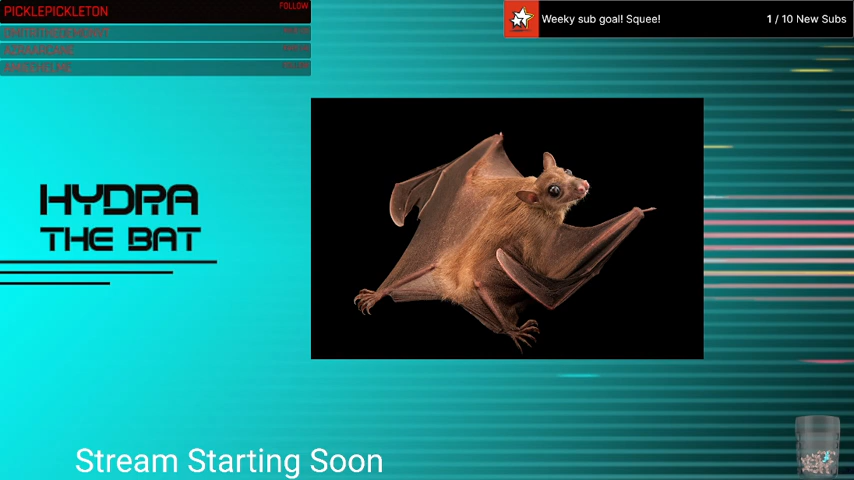 PICKLEPICKLETON
FOLLOW
Weeky sub goal! Squee!
1 / 10 New Subs
HYDRA
THE BAT
Stream Starting Soon